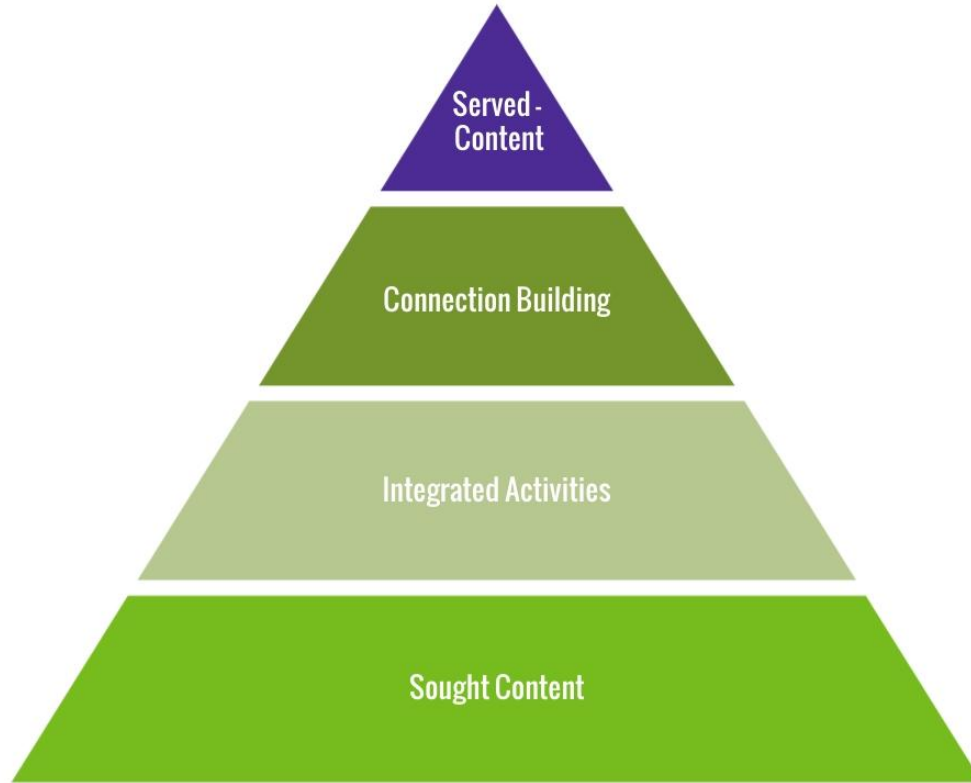 Served -
Content
Connection Building
Integrated Activities
Sought Content